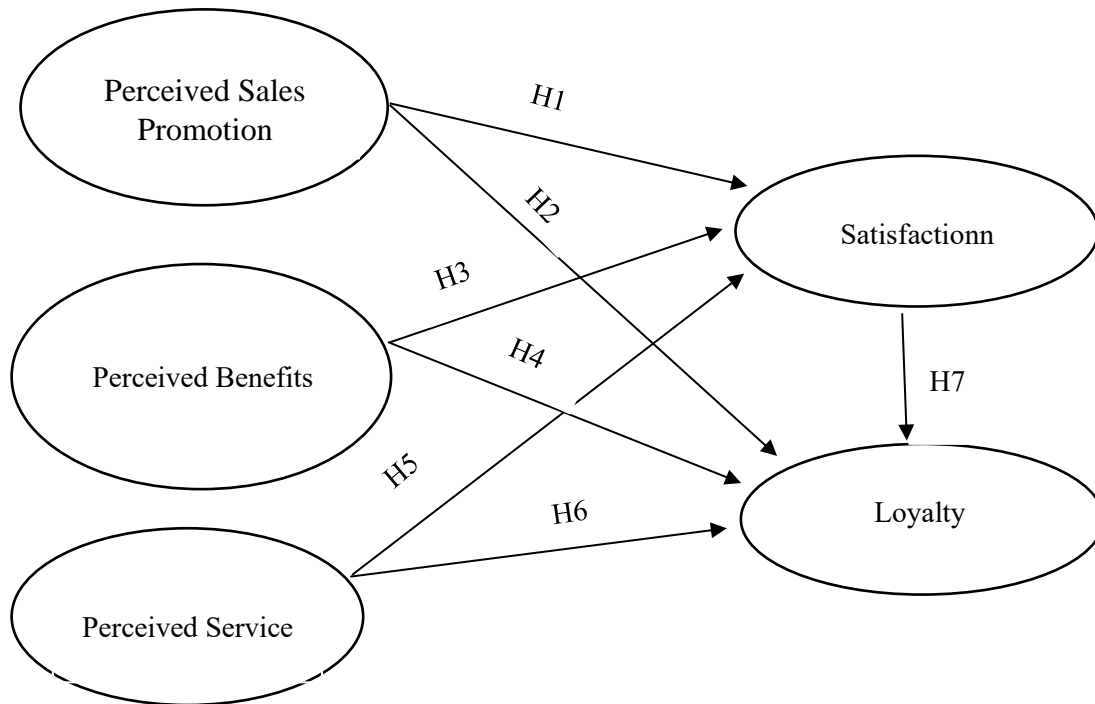 Perceived Sales
Promotion
H1
H2
Satisfactionn
H3
Perceived Benefits
H4
H7
H5
H6
Loyalty
Perceived Service